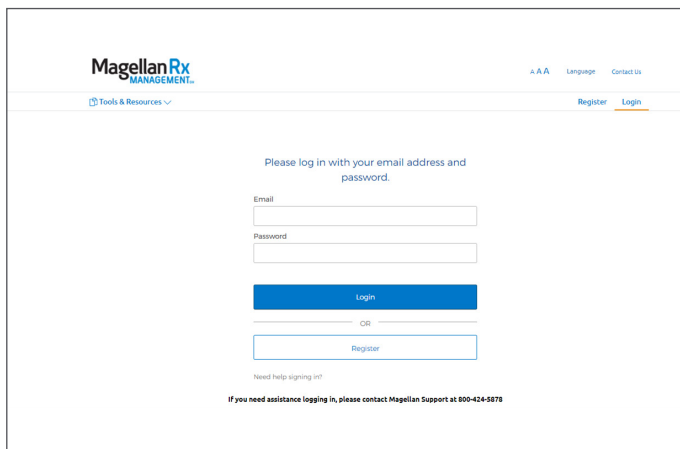 MagellanRx
MANAGEMENT
A A A Language Contact Us
Tools & Resources Register Login
Please log in with your email address and
password.
Email
Password
Login
OR
Register
Need help signing in?
If you need assistance logging in, please contact Magellan Support at 800-424-5878